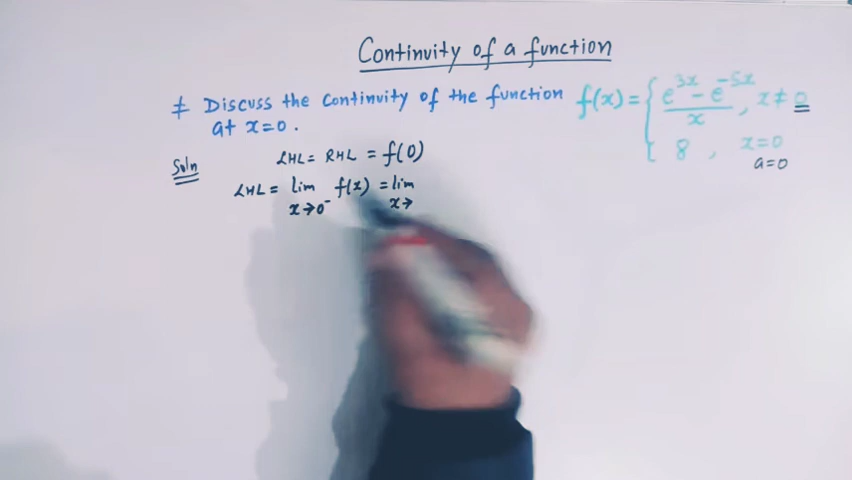 Continuity of a function
# Discuss the continuity of the function f(x) = { e^3x - e^-5x / x , x ≠ 0
at x=0.
8 , x=0
a=0
Soln LHL = RHL = f(0)
LHL = lim f(x) = lim
x→0⁻ x→